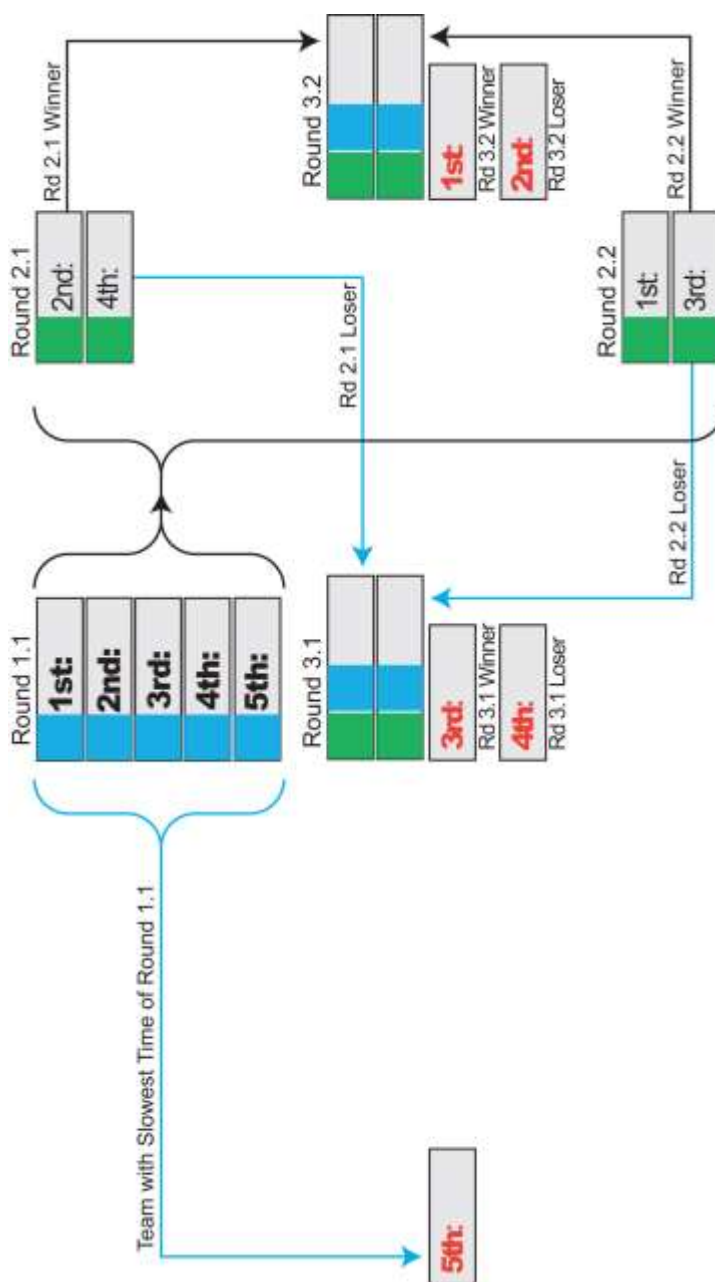 Team with Slowest Time of Round 1.1
5th:
Round 1.1
1st:
2nd:
3rd:
4th:
5th:
Round 3.1
3rd:
Rd 3.1 Winner
4th:
Rd 3.1 Loser
Rd 2.1 Loser
Rd 2.2 Loser
Round 2.1
2nd:
4th:
Round 2.2
1st:
3rd:
Rd 2.1 Winner
Rd 2.2 Winner
Round 3.2
1st:
Rd 3.2 Winner
2nd:
Rd 3.2 Loser